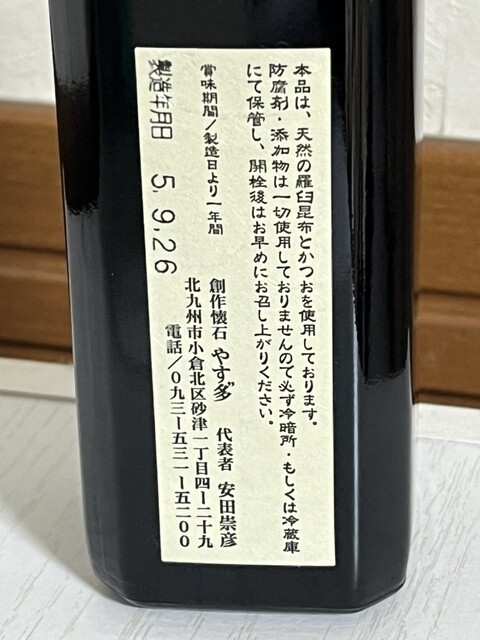 本品は、天然の羅臼昆布とかつおを使用しております。
防腐剤・添加物は一切使用しておりませんので必ず冷暗所・もしくは冷蔵庫
にて保管し、開栓後はお早めにお召し上がりください。
賞味期間/製造日より一年間
創作懐石 やす多 代表者 安田崇彦
北九州市小倉北区砂津一丁目四ー二十九
電話/〇九三ー五三一ー五二〇〇
製造年月日 5.9.26